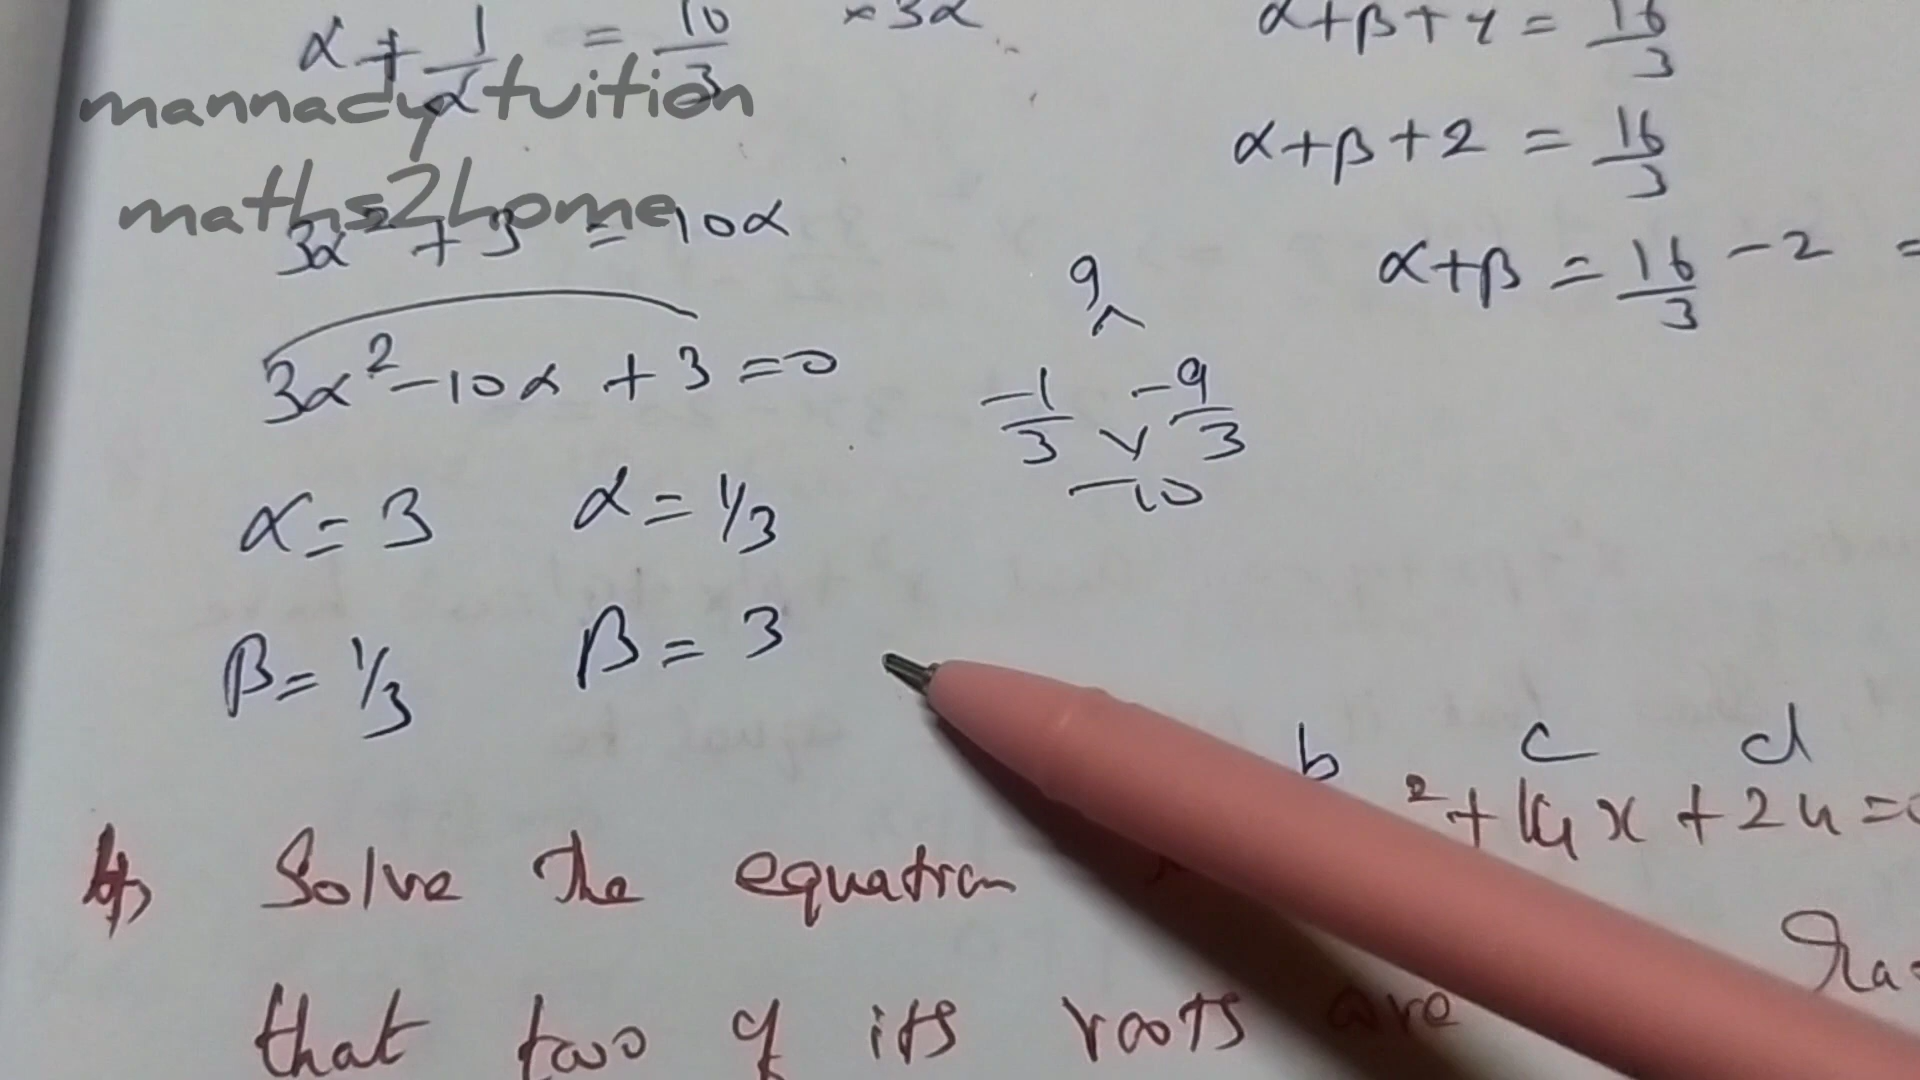 α + 1/α = 10/3 ×3α
mannady tuition
maths2home
3α² + 3 = 10α
3α² - 10α + 3 = 0
α = 3 α = 1/3
β = 1/3 β = 3
α + β + γ = 16/3
α + β + 2 = 16/3
α + β = 16/3 - 2 =
9
-1/3 -9/3
-10
b c d
Solve the equation ² + 14x + 24 = 0
that two of its roots are